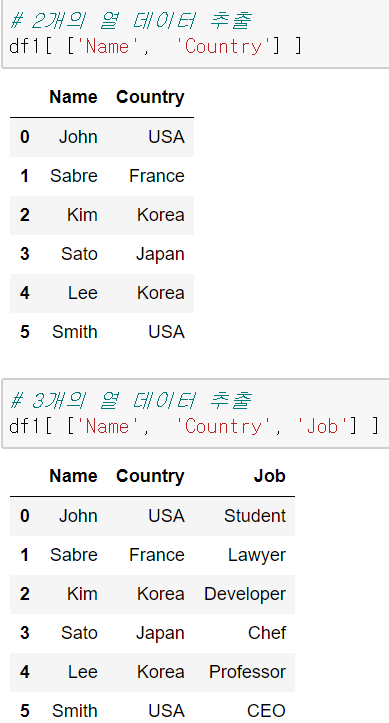 # 2개의 열 데이터 추출
df1[ ['Name',  'Country'] ]
Name Country
0 John USA
1 Sabre France
2 Kim Korea
3 Sato Japan
4 Lee Korea
5 Smith USA
# 3개의 열 데이터 추출
df1[ ['Name',  'Country', 'Job'] ]
Name Country Job
0 John USA Student
1 Sabre France Lawyer
2 Kim Korea Developer
3 Sato Japan Chef
4 Lee Korea Professor
5 Smith USA CEO